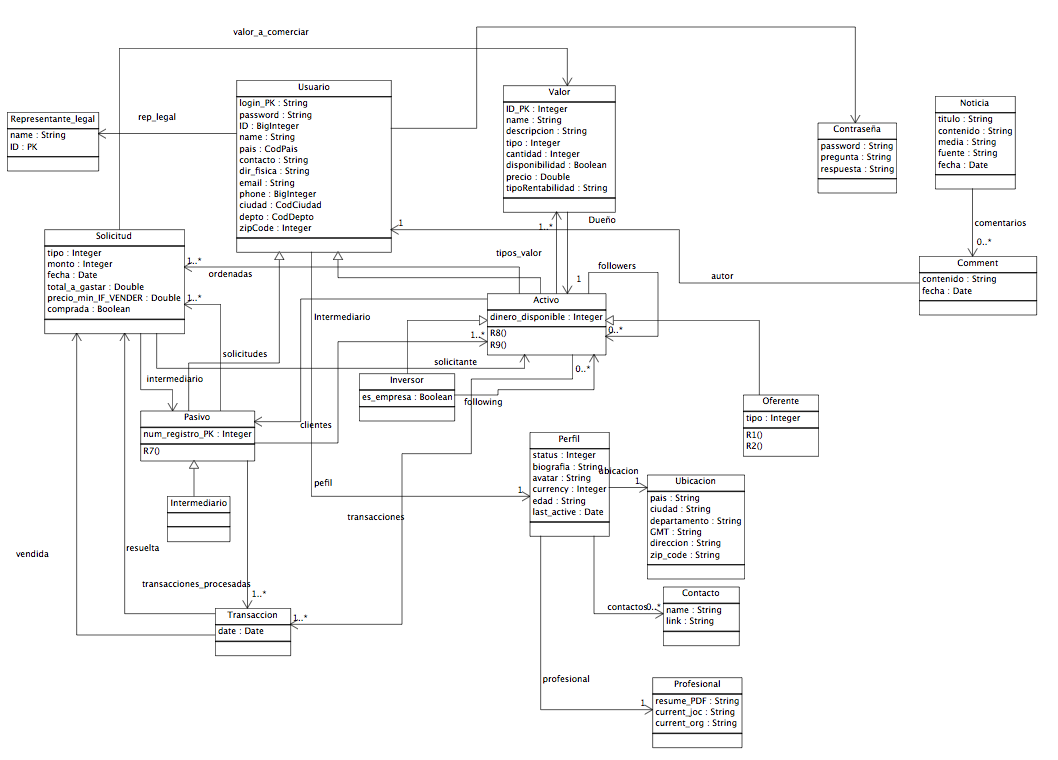 valor_a_comerciar
Usuario
login_PK : String
password : String
ID : BigInteger
name : String
pais : CodPais
contacto : String
dir_fisica : String
email : String
phone : BigInteger
ciudad : CodCiudad
depto : CodDepto
zipCode : Integer
Valor
ID_PK : Integer
name : String
descripcion : String
tipo : Integer
cantidad : Integer
disponibilidad : Boolean
precio : Double
tipoRentabilidad : String
Representante_legal
name : String
ID : PK
rep_legal
Contraseña
password : String
pregunta : String
respuesta : String
Noticia
titulo : String
contenido : String
media : String
fuente : String
fecha : Date
comentarios
0..*
Comment
contenido : String
fecha : Date
autor
1
Solicitud
tipo : Integer
monto : Integer
fecha : Date
total_a_gastar : Double
precio_min_IF_VENDER : Double
comprada : Boolean
1..*
ordenadas
1..*
1..*
Dueño
tipos_valor
1
followers
0..*
Activo
dinero_disponible : Integer
R8()
R9()
Intermediario
1..*
solicitudes
solicitante
intermediario
0..*
Inversor
es_empresa : Boolean
following
Oferente
tipo : Integer
R1()
R2()
Pasivo
num_registro_PK : Integer
R7()
clientes
Intermediario
Perfil
status : Integer
biografia : String
avatar : String
currency : Integer
edad : String
last_active : Date
pefil
1
ubicacion
1
Ubicacion
pais : String
ciudad : String
departamento : String
GMT : String
direccion : String
zip_code : String
transacciones
vendida
resuelta
transacciones_procesadas
1..*
Transaccion
date : Date
1..*
contactos
0..*
Contacto
name : String
link : String
profesional
1
Profesional
resume_PDF : String
current_joc : String
current_org : String